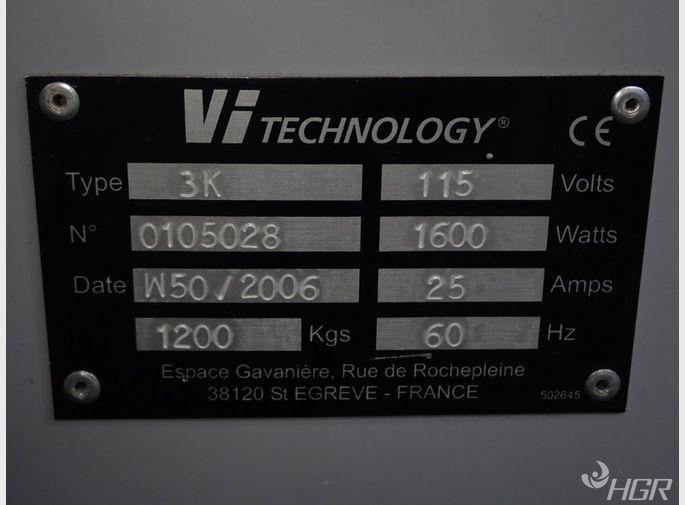 Vi TECHNOLOGY® CE
Type 3K 115 Volts
N° 0105028 1600 Watts
Date W50/2006 25 Amps
1200 Kgs 60 Hz
Espace Gavanière, Rue de Rochepleine
38120 St EGREVE - FRANCE 502645
HGR